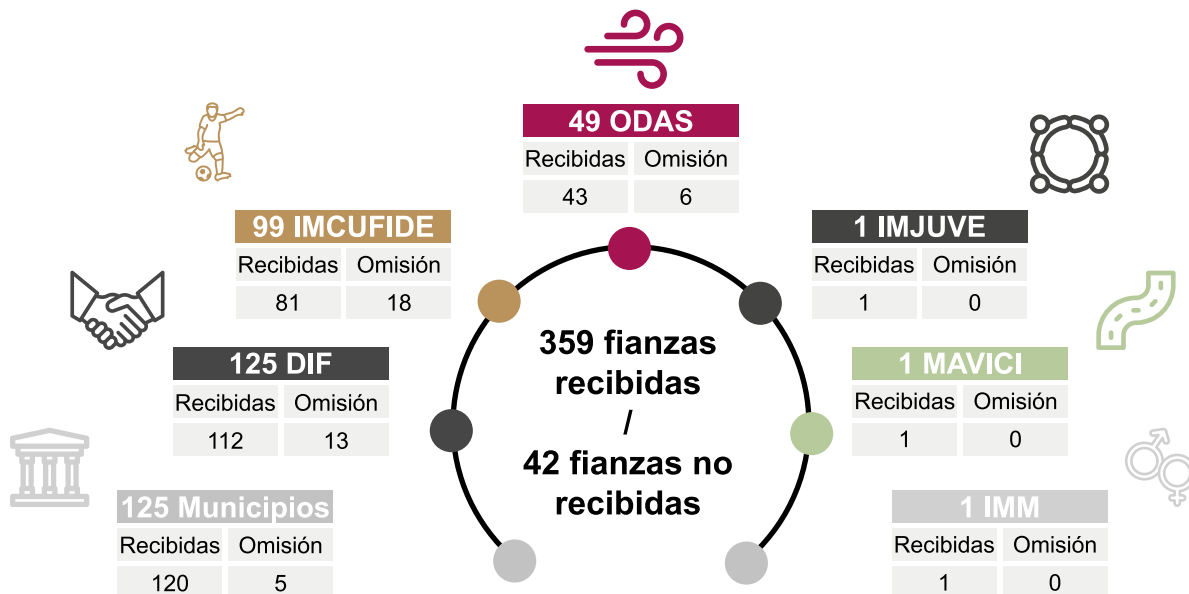 49 ODAS
Recibidas Omisión
43 6
99 IMCUFIDE
Recibidas Omisión
81 18
1 IMJUVE
Recibidas Omisión
1 0
125 DIF
Recibidas Omisión
112 13
1 MAVICI
Recibidas Omisión
1 0
125 Municipios
Recibidas Omisión
120 5
1 IMM
Recibidas Omisión
1 0
359 fianzas
recibidas
/
42 fianzas no
recibidas